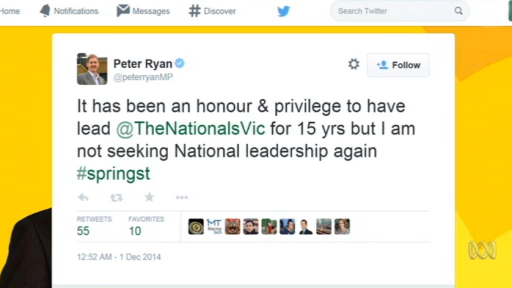 Home Notifications Messages # Discover Search Twitter
Peter Ryan
@peterryanMP
Follow
It has been an honour & privilege to have
lead @TheNationalsVic for 15 yrs but I am
not seeking National leadership again
#springst
RETWEETS FAVORITES
55 10
12:52 AM - 1 Dec 2014